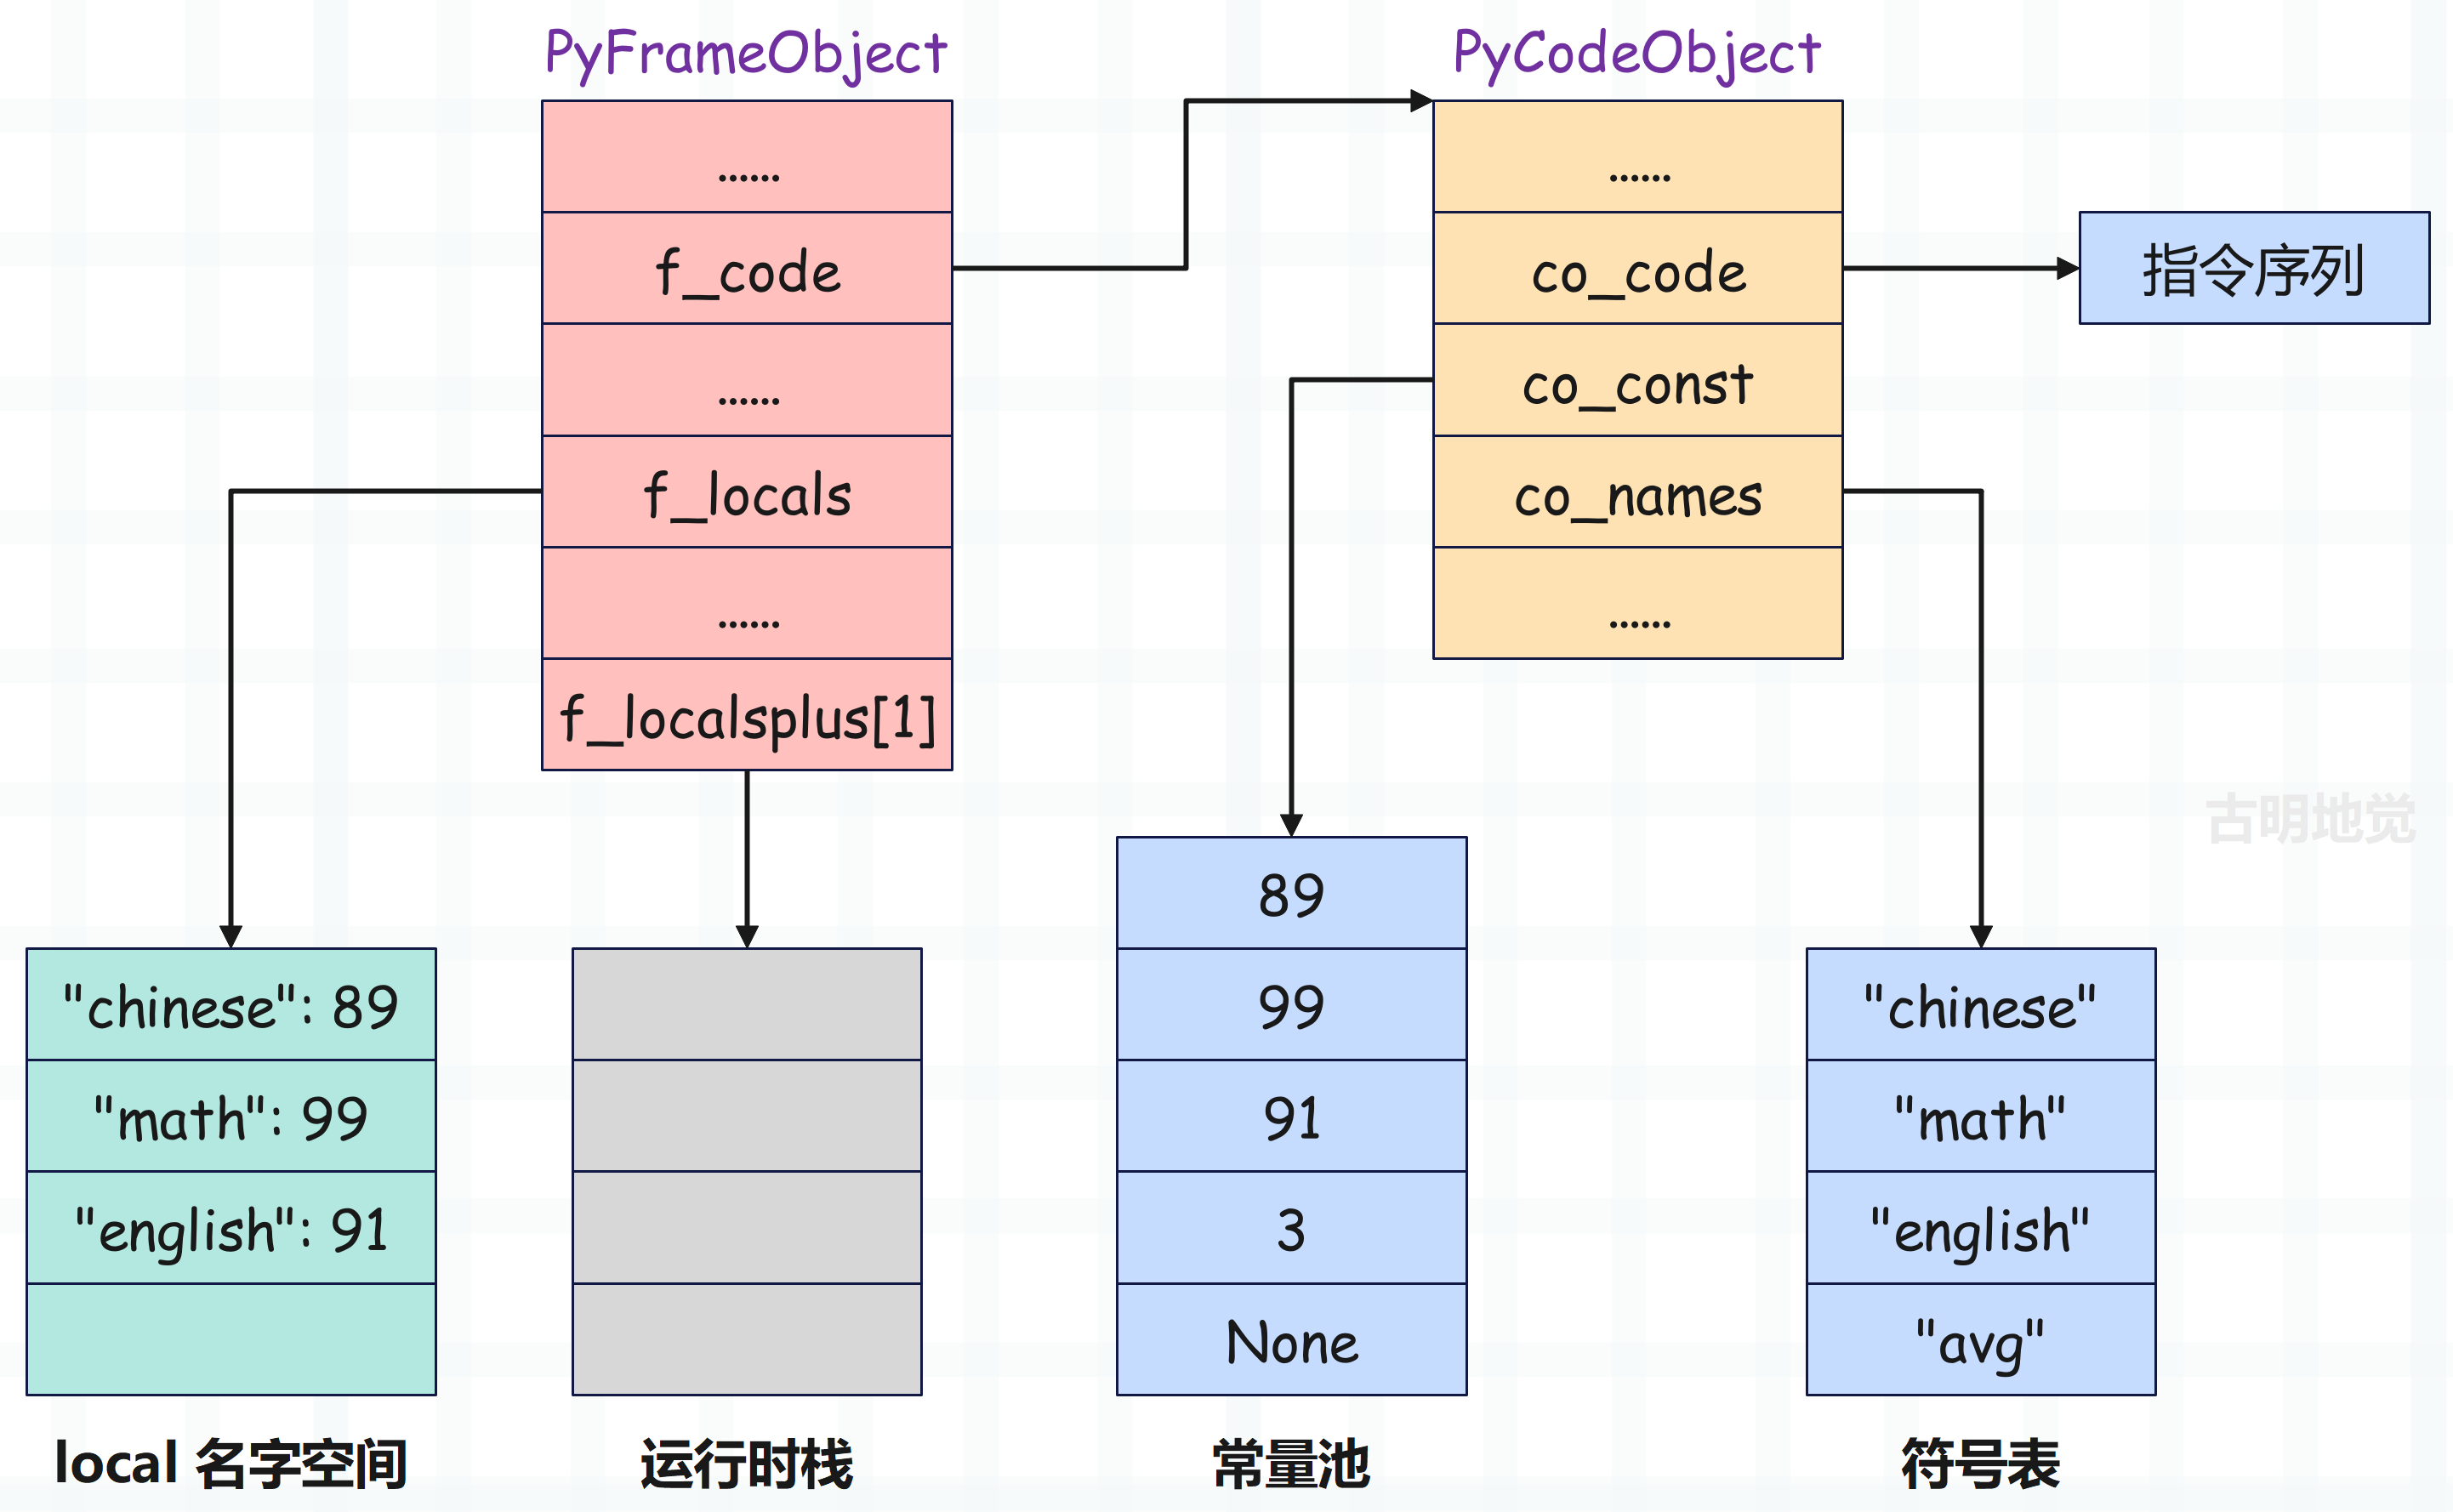 PyFrameObject
......
f_code
......
f_locals
......
f_localsplus[1]
PyCodeObject
......
co_code
co_const
co_names
......
指令序列
古明地觉
"chinese": 89
"math": 99
"english": 91
local 名字空间
运行时栈
89
99
91
3
None
常量池
"chinese"
"math"
"english"
"avg"
符号表